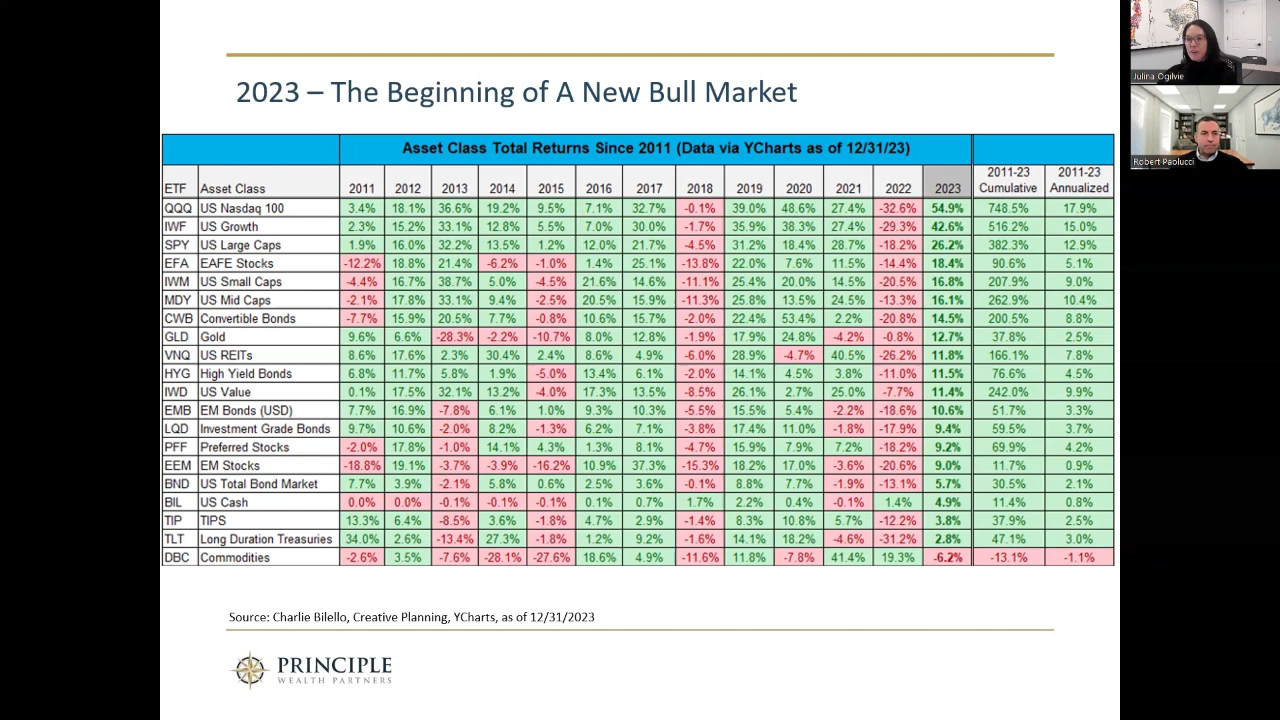 2023 – The Beginning of A New Bull Market
Asset Class Total Returns Since 2011 (Data via YCharts as of 12/31/23)
ETF Asset Class 2011 2012 2013 2014 2015 2016 2017 2018 2019 2020 2021 2022 2023 2011-23 Cumulative 2011-23 Annualized
QQQ US Nasdaq 100 3.4% 18.1% 36.6% 19.2% 9.5% 7.1% 32.7% -0.1% 39.0% 48.6% 27.4% -32.6% 54.9% 748.5% 17.9%
IWF US Growth 2.3% 15.2% 33.1% 12.8% 5.5% 7.0% 30.0% -1.7% 35.9% 38.3% 27.4% -29.3% 42.6% 516.2% 15.0%
SPY US Large Caps 1.9% 16.0% 32.2% 13.5% 1.2% 12.0% 21.7% -4.5% 31.2% 18.4% 28.7% -18.2% 26.2% 382.3% 12.9%
EFA EAFE Stocks -12.2% 18.8% 21.4% -6.2% -1.0% 1.4% 25.1% -13.8% 22.0% 7.6% 11.5% -14.4% 18.4% 90.6% 5.1%
IWM US Small Caps -4.4% 16.7% 38.7% 5.0% -4.5% 21.6% 14.6% -11.1% 25.4% 20.0% 14.5% -20.5% 16.8% 207.9% 9.0%
MDY US Mid Caps -2.1% 17.8% 33.1% 9.4% -2.5% 20.5% 15.9% -11.3% 25.8% 13.5% 24.5% -13.3% 16.1% 262.9% 10.4%
CWB Convertible Bonds -7.7% 15.9% 20.5% 7.7% -0.8% 10.6% 15.7% -2.0% 22.4% 53.4% 2.2% -20.8% 14.5% 200.5% 8.8%
GLD Gold 9.6% 6.6% -28.3% -2.2% -10.7% 8.0% 12.8% -1.9% 17.9% 24.8% -4.2% -0.8% 12.7% 37.8% 2.5%
VNQ US REITs 8.6% 17.6% 2.3% 30.4% 2.4% 8.6% 4.9% -6.0% 28.9% -4.7% 40.5% -26.2% 11.8% 166.1% 7.8%
HYG High Yield Bonds 6.8% 11.7% 5.8% 1.9% -5.0% 13.4% 6.1% -2.0% 14.1% 4.5% 3.8% -11.0% 11.5% 76.6% 4.5%
IWD US Value 0.1% 17.5% 32.1% 13.2% -4.0% 17.3% 13.5% -8.5% 26.1% 2.7% 25.0% -7.7% 11.4% 242.0% 9.9%
EMB EM Bonds (USD) 7.7% 16.9% -7.8% 6.1% 1.0% 9.3% 10.3% -5.5% 15.5% 5.4% -2.2% -18.6% 10.6% 51.7% 3.3%
LQD Investment Grade Bonds 9.7% 10.6% -2.0% 8.2% -1.3% 6.2% 7.1% -3.8% 17.4% 11.0% -1.8% -17.9% 9.4% 59.5% 3.7%
PFF Preferred Stocks -2.0% 17.8% -1.0% 14.1% 4.3% 1.3% 8.1% -4.7% 15.9% 7.9% 7.2% -18.2% 9.2% 69.9% 4.2%
EEM EM Stocks -18.8% 19.1% -3.7% -3.9% -16.2% 10.9% 37.3% -15.3% 18.2% 17.0% -3.6% -20.6% 9.0% 11.7% 0.9%
BND US Total Bond Market 7.7% 3.9% -2.1% 5.8% 0.6% 2.5% 3.6% -0.1% 8.8% 7.7% -1.9% -13.1% 5.7% 30.5% 2.1%
BIL US Cash 0.0% 0.0% -0.1% -0.1% -0.1% 0.1% 0.7% 1.7% 2.2% 0.4% -0.1% 1.4% 4.9% 11.4% 0.8%
TIP TIPS 13.3% 6.4% -8.5% 3.6% -1.8% 4.7% 2.9% -1.4% 8.3% 10.8% 5.7% -12.2% 3.8% 37.9% 2.5%
TLT Long Duration Treasuries 34.0% 2.6% -13.4% 27.3% -1.8% 1.2% 9.2% -1.6% 14.1% 18.2% -4.6% -31.2% 2.8% 47.1% 3.0%
DBC Commodities -2.6% 3.5% -7.6% -28.1% -27.6% 18.6% 4.9% -11.6% 11.8% -7.8% 41.4% 19.3% -6.2% -13.1% -1.1%
Source: Charlie Bilello, Creative Planning, YCharts, as of 12/31/2023
PRINCIPLE
WEALTH PARTNERS
Julina Ogilvie
Robert Paolucci